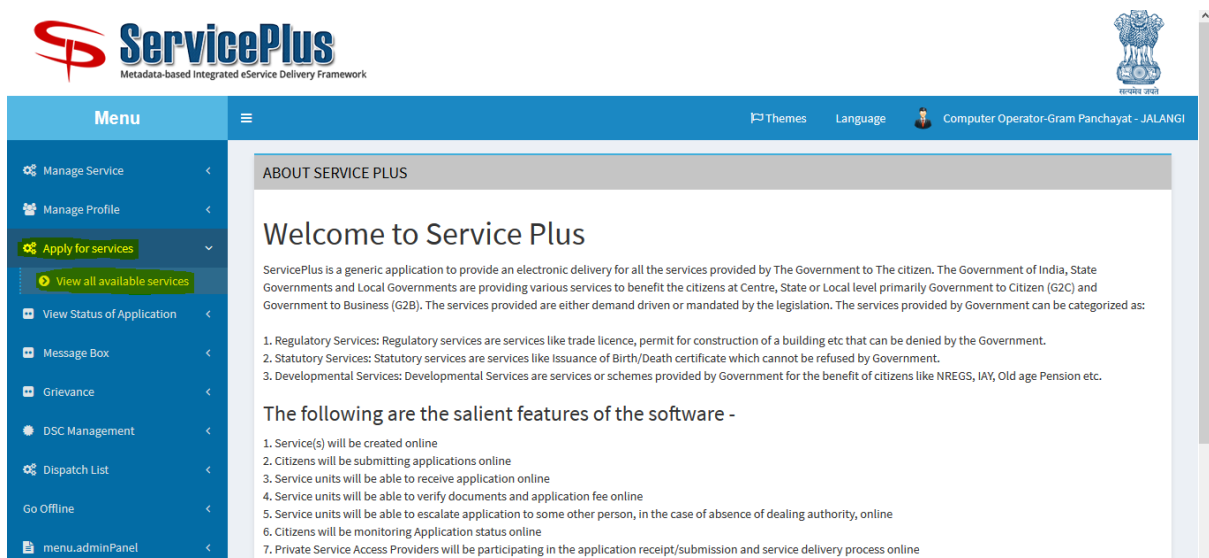 ServicePlus
Metadata-based Integrated eService Delivery Framework
सत्यमेव जयते
Menu
Themes Language Computer Operator-Gram Panchayat - JALANGI
Manage Service
Manage Profile
Apply for services
View all available services
View Status of Application
Message Box
Grievance
DSC Management
Dispatch List
Go Offline
menu.adminPanel
ABOUT SERVICE PLUS
Welcome to Service Plus
ServicePlus is a generic application to provide an electronic delivery for all the services provided by The Government to The citizen. The Government of India, State
Governments and Local Governments are providing various services to benefit the citizens at Centre, State or Local level primarily Government to Citizen (G2C) and
Government to Business (G2B). The services provided are either demand driven or mandated by the legislation. The services provided by Government can be categorized as:
1. Regulatory Services: Regulatory services are services like trade licence, permit for construction of a building etc that can be denied by the Government.
2. Statutory Services: Statutory services are services like Issuance of Birth/Death certificate which cannot be refused by Government.
3. Developmental Services: Developmental Services are services or schemes provided by Government for the benefit of citizens like NREGS, IAY, Old age Pension etc.
The following are the salient features of the software -
1. Service(s) will be created online
2. Citizens will be submitting applications online
3. Service units will be able to receive application online
4. Service units will be able to verify documents and application fee online
5. Service units will be able to escalate application to some other person, in the case of absence of dealing authority, online
6. Citizens will be monitoring Application status online
7. Private Service Access Providers will be participating in the application receipt/submission and service delivery process online